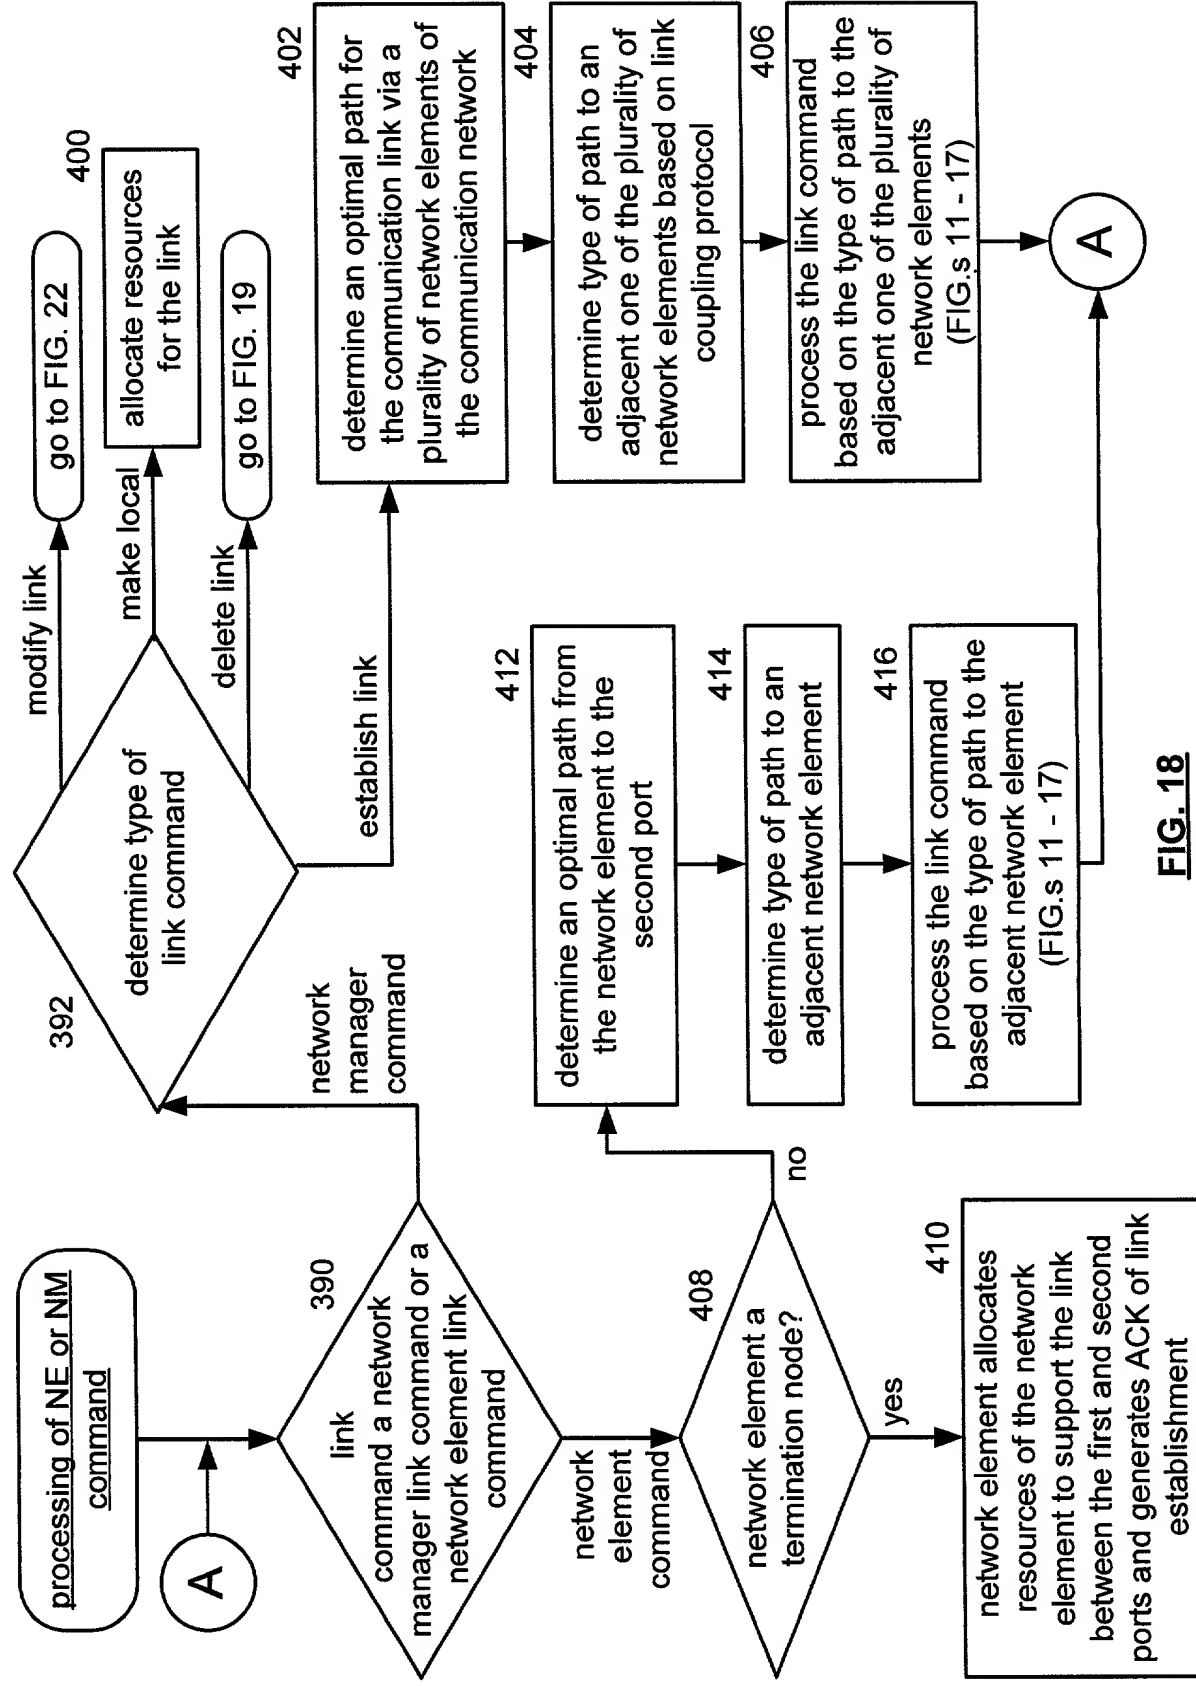 processing of NE or NM
command
A
390
link
command a network
manager link command or a
network element link
command
network
manager
command
392
determine type of
link command
modify link
go to FIG. 22
make local
400
allocate resources
for the link
delete link
go to FIG. 19
establish link
402
determine an optimal path for
the communication link via a
plurality of network elements of
the communication network
404
determine type of path to an
adjacent one of the plurality of
network elements based on link
coupling protocol
406
process the link command
based on the type of path to the
adjacent one of the plurality of
network elements
(FIG.s 11 - 17)
A
network
element
command
408
network element a
termination node?
no
412
determine an optimal path from
the network element to the
second port
414
determine type of path to an
adjacent network element
416
process the link command
based on the type of path to the
adjacent network element
(FIG.s 11 - 17)
yes
410
network element allocates
resources of the network
element to support the link
between the first and second
ports and generates ACK of link
establishment
FIG. 18